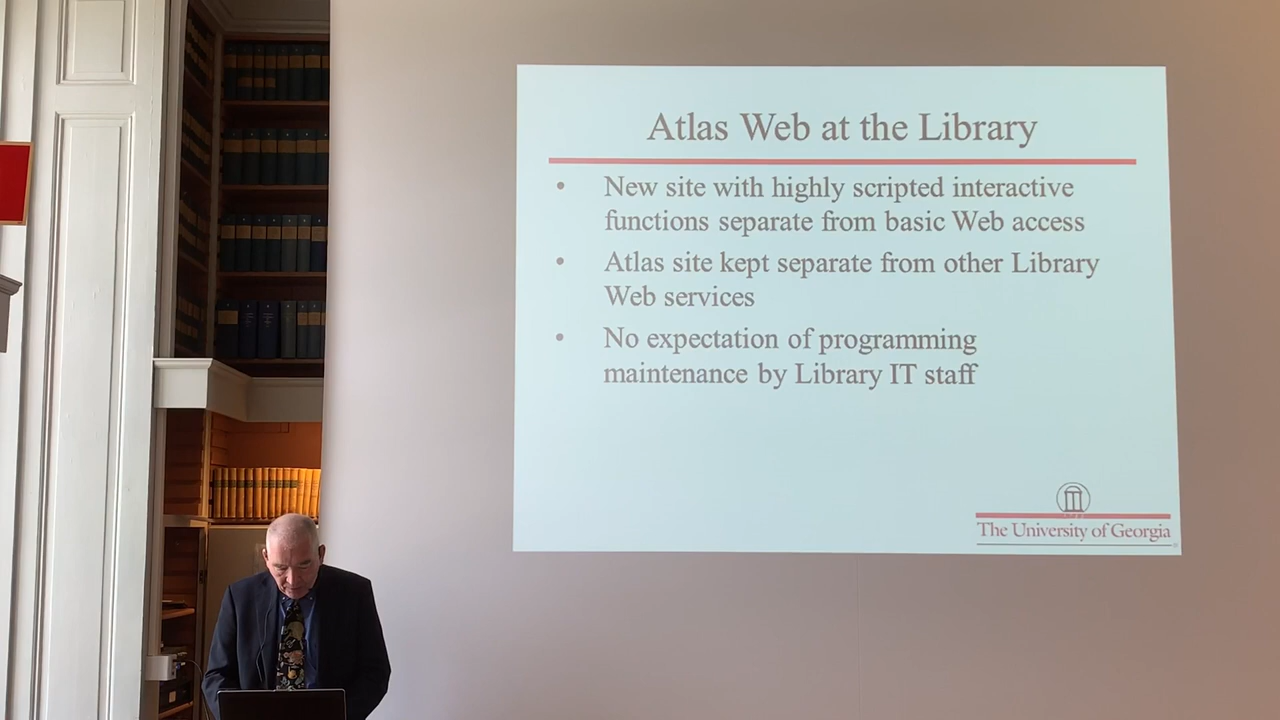 Atlas Web at the Library
• New site with highly scripted interactive
functions separate from basic Web access
• Atlas site kept separate from other Library
Web services
• No expectation of programming
maintenance by Library IT staff
The University of Georgia